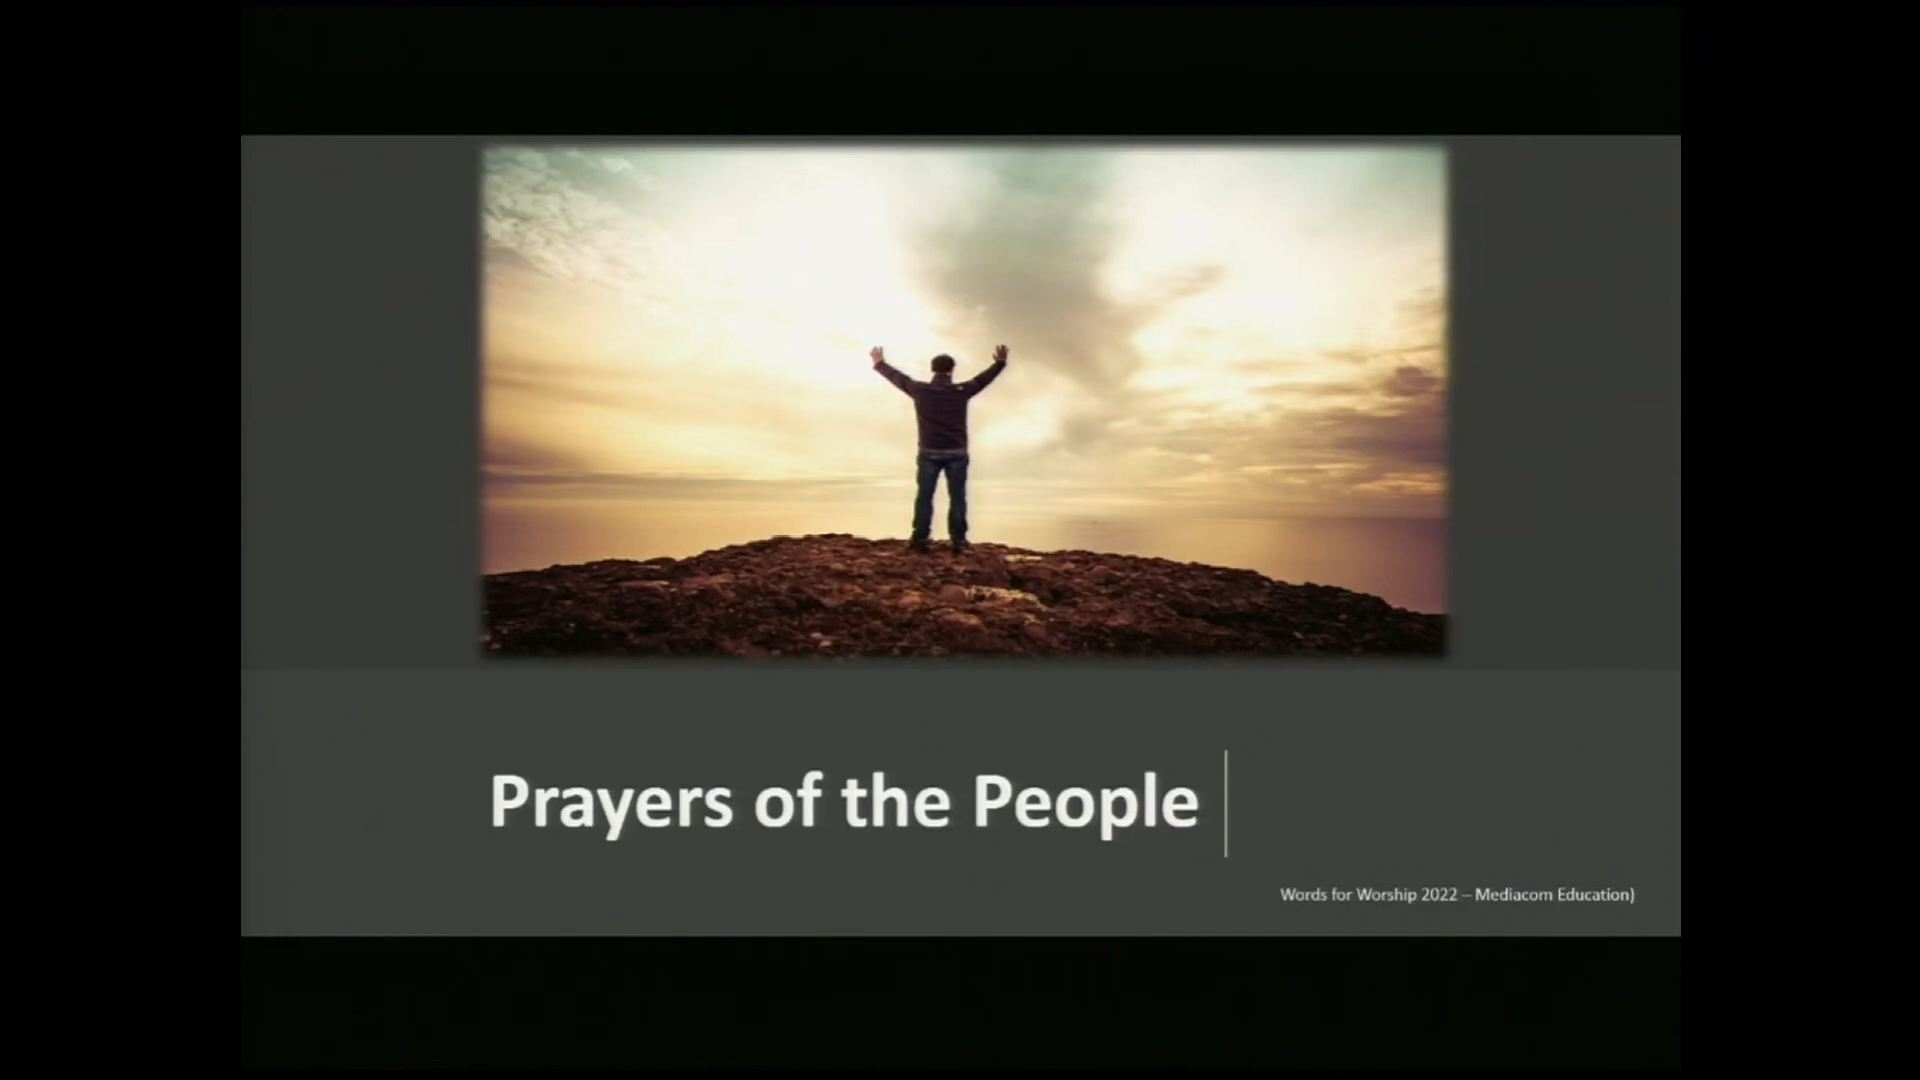 Prayers of the People
Words for Worship 2022 – Mediacom Education)